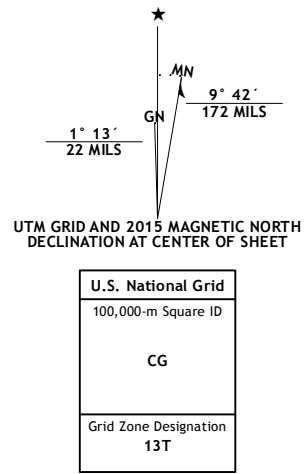 ★
MN
GN
9° 42´
172 MILS
1° 13´
22 MILS
UTM GRID AND 2015 MAGNETIC NORTH
DECLINATION AT CENTER OF SHEET
U.S. National Grid
100,000-m Square ID
CG
Grid Zone Designation
13T